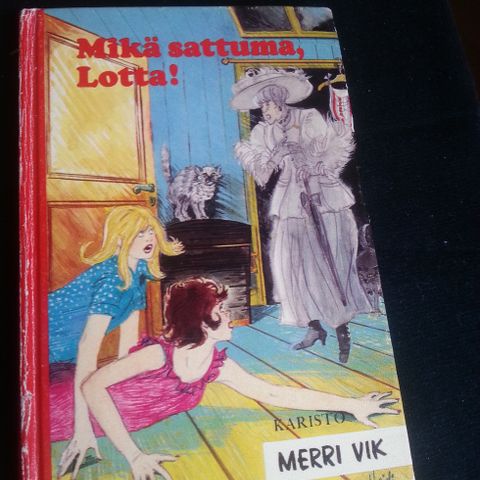 Mikä sattuma,
Lotta!
KARISTO
MERRI VIK